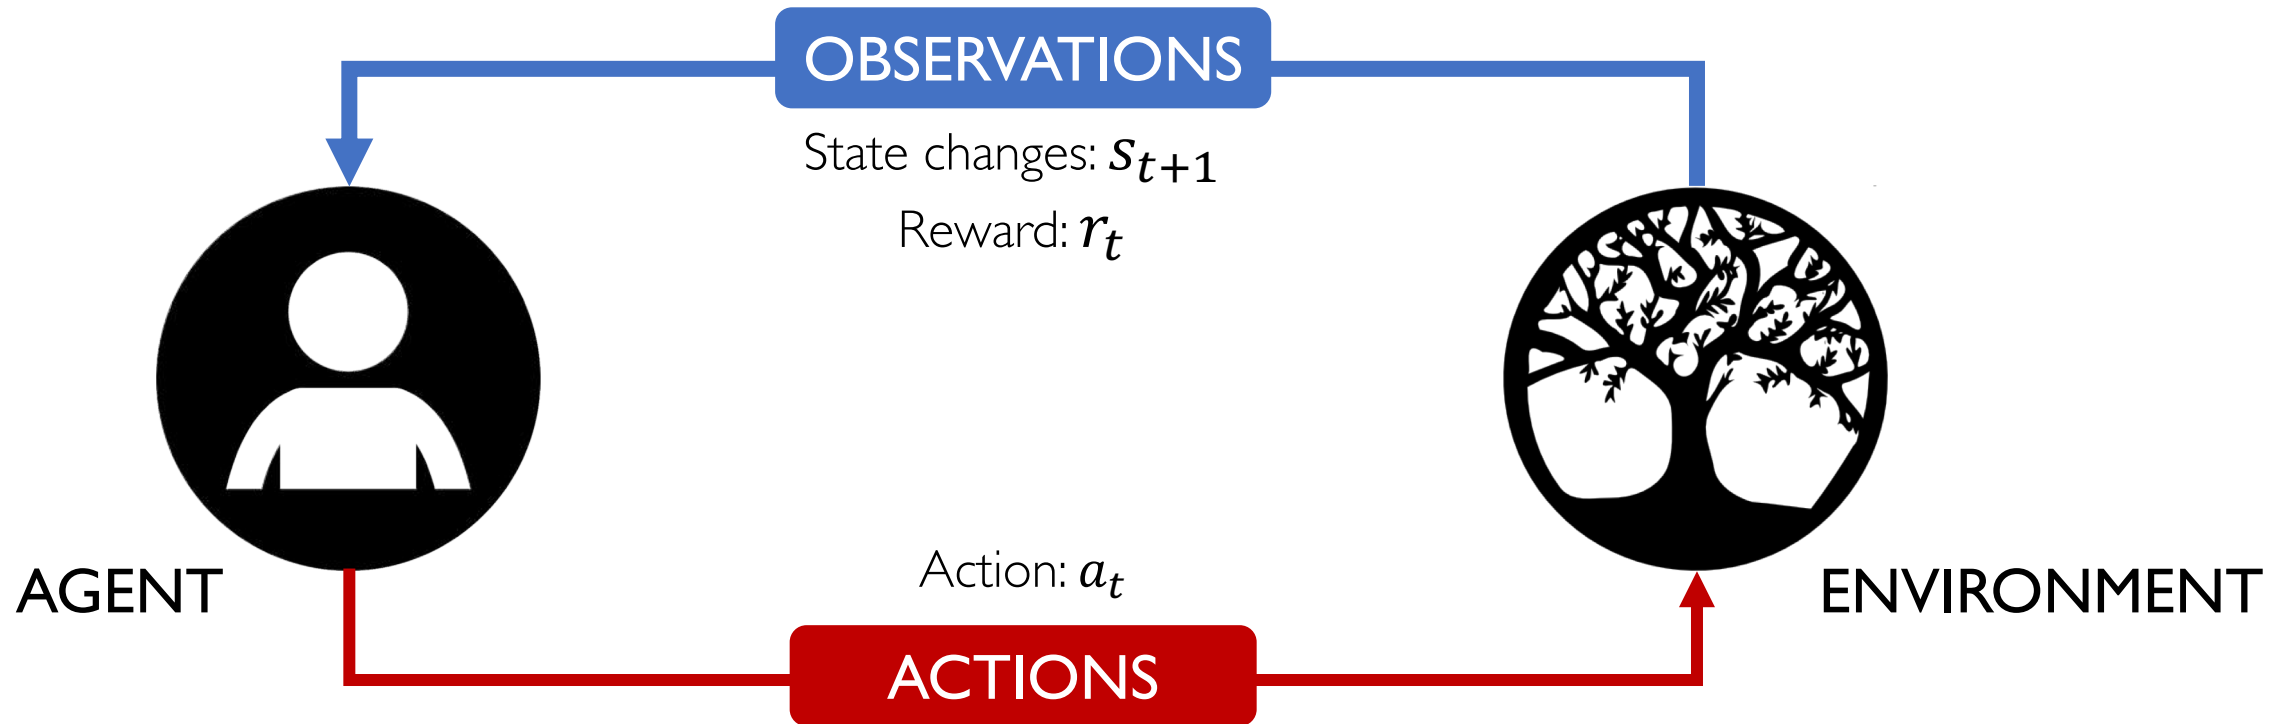 OBSERVATIONS
State changes: s_{t+1}
Reward: r_t
AGENT
Action: a_t
ENVIRONMENT
ACTIONS